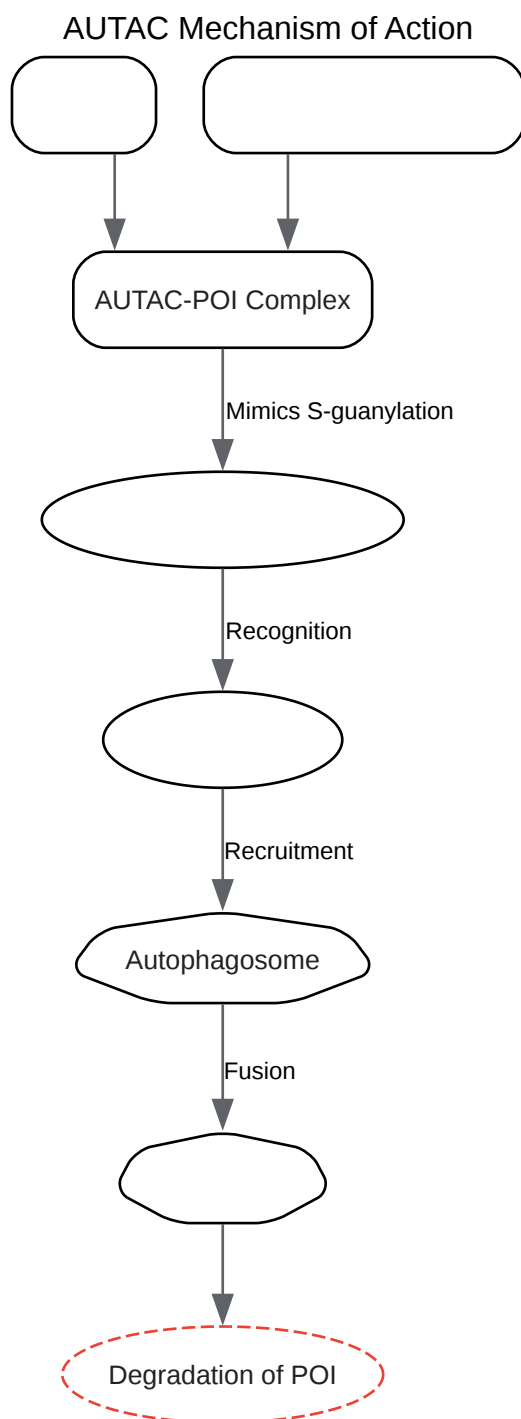 AUTAC Mechanism of Action
AUTAC-POI Complex
Mimics S-guanylation
Recognition
Recruitment
Autophagosome
Fusion
Degradation of POI